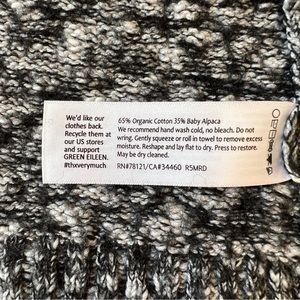 We'd like our
clothes back.
Recycle them at
our US stores
and support
GREEN EILEEN.
#thxverymuch
65% Organic Cotton 35% Baby Alpaca
We recommend hand wash cold, no bleach. Do not
wring. Gently squeeze or roll in towel to remove excess
moisture. Reshape and lay flat to dry. Press to restore.
May be dry cleaned.
RN#78121/CA#34460 R5MRD